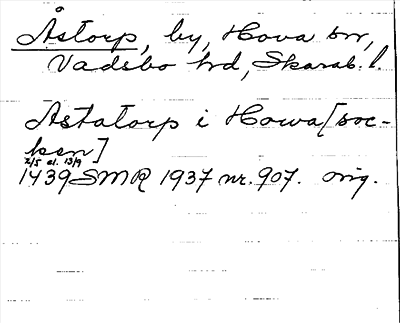 Åstorp, by, Hova sn,
Vadsbo hd, Skarab. l.
Astatorp i Howa [soc-
ken]
2/5 el. 13/9
1439 SMR 1937 nr. 907. orig.